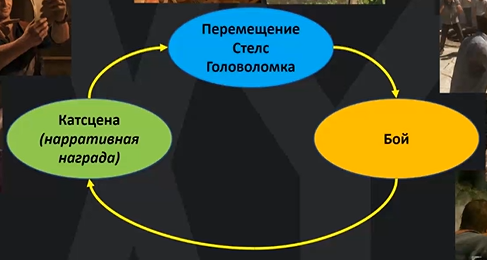 Перемещение
Стелс
Головоломка
Катсцена
(нарративная
награда)
Бой